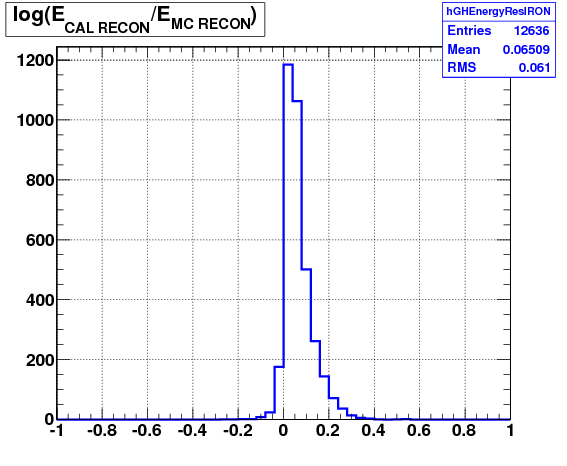 log(E_CAL RECON/E_MC RECON)
hGHEnergyResIRON
Entries 12636
Mean 0.06509
RMS 0.061
1200
1000
800
600
400
200
0
-1 -0.8 -0.6 -0.4 -0.2 0 0.2 0.4 0.6 0.8 1